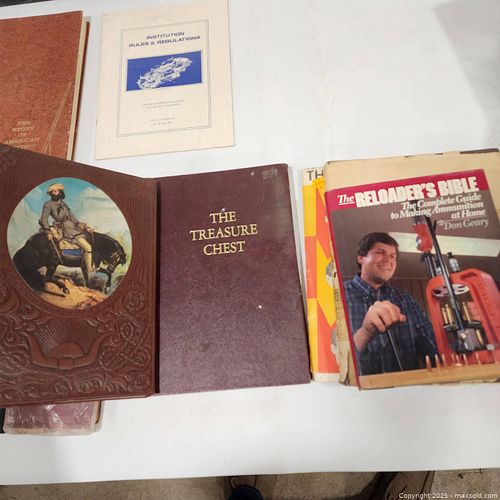 THE
STORY
OF
AMERICAN
INSTITUTION
RULES & REGULATIONS
THE
TREASURE
CHEST
TH
The RELOADER'S BIBLE
The Complete Guide
to Making Ammunition
at Home
Don Geary
Copyright 2025 - maxsold.com